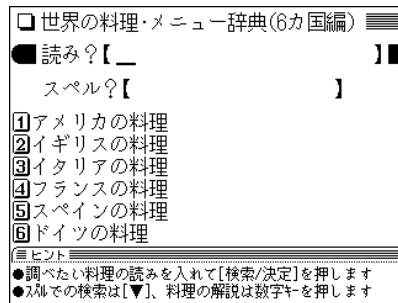 世界の料理・メニュー辞典(6カ国編)
読み?【 】
スペル?【 】
1アメリカの料理
2イギリスの料理
3イタリアの料理
4フランスの料理
5スペインの料理
6ドイツの料理
ヒント
●調べたい料理の読みを入れて[検索/決定]を押します
●スペルでの検索は[▼]、料理の解説は数字キーを押します